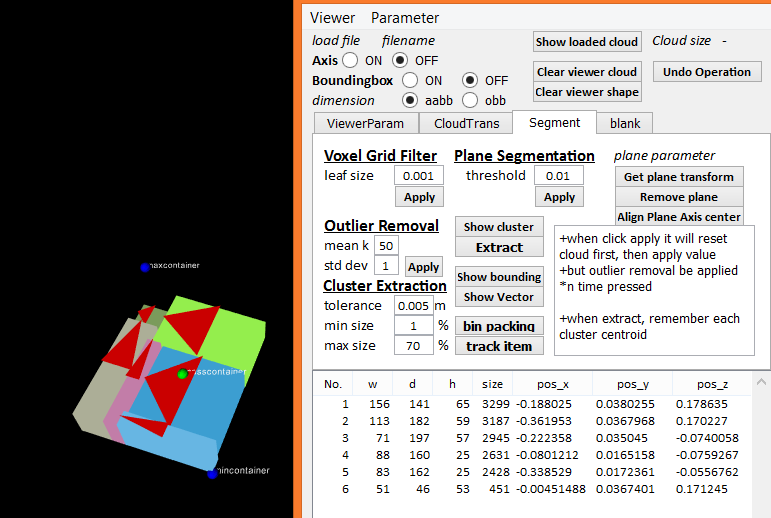 Viewer Parameter
load file filename Show loaded cloud Cloud size -
Axis ON OFF
Clear viewer cloud Undo Operation
Boundingbox ON OFF
Clear viewer shape
dimension aabb obb
ViewerParam CloudTrans Segment blank
Voxel Grid Filter Plane Segmentation plane parameter
leaf size 0.001 threshold 0.01 Get plane transform
Apply Apply Remove plane
Align Plane Axis center
Outlier Removal Show cluster
mean k 50 Extract
std dev 1 Apply
Cluster Extraction Show bounding
tolerance 0.005 m Show Vector
min size 1 % bin packing
max size 70 % track item
+when click apply it will reset
cloud first, then apply value
+but outlier removal be applied
*n time pressed
+when extract, remember each
cluster centroid
No. w d h size pos_x pos_y pos_z
1 156 141 65 3299 -0.188025 0.0380255 0.178635
2 113 182 59 3187 -0.361953 0.0367968 0.170227
3 71 197 57 2945 -0.222358 0.035045 -0.0740058
4 88 160 25 2631 -0.0801212 0.0165158 -0.0759267
5 83 162 25 2428 -0.338529 0.0172361 -0.0556762
6 51 46 53 451 -0.00451488 0.0367401 0.171245